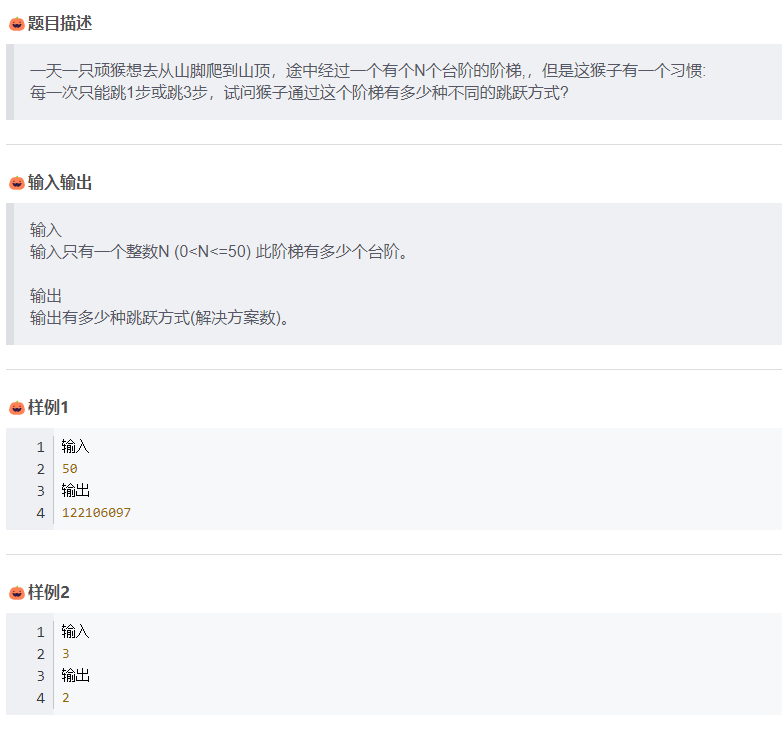 题目描述
一天一只顽猴想去从山脚爬到山顶，途中经过一个有个N个台阶的阶梯,，但是这猴子有一个习惯:
每一次只能跳1步或跳3步，试问猴子通过这个阶梯有多少种不同的跳跃方式?
输入输出
输入
输入只有一个整数N (0<N<=50) 此阶梯有多少个台阶。
输出
输出有多少种跳跃方式(解决方案数)。
样例1
1 输入
2 50
3 输出
4 122106097
样例2
1 输入
2 3
3 输出
4 2